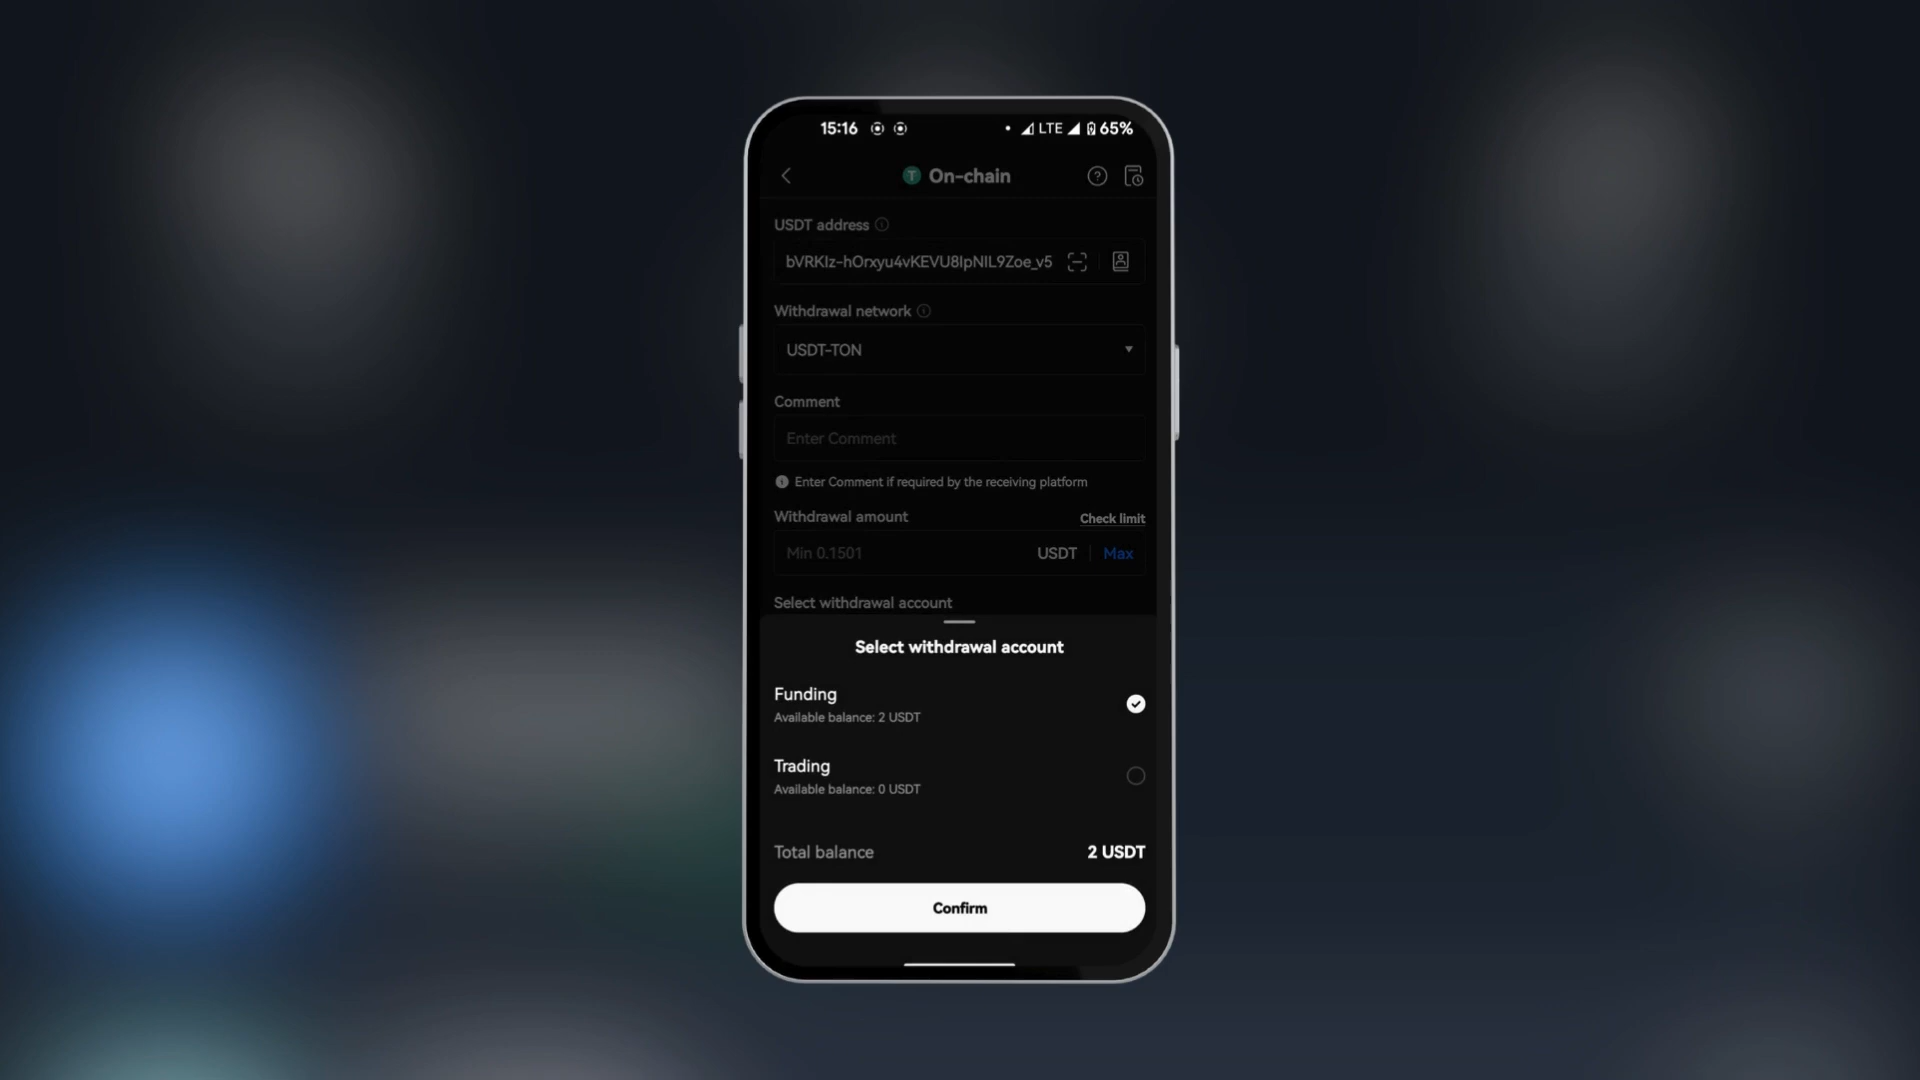 15:16 LTE 65%
T On-chain
USDT address
bVRKIz-hOrxyu4vKEVU8IpNIL9Zoe_v5
Withdrawal network
USDT-TON
Comment
Enter Comment
Enter Comment if required by the receiving platform
Withdrawal amount Check limit
Min 0.1501 USDT Max
Select withdrawal account
Select withdrawal account
Funding
Available balance: 2 USDT
Trading
Available balance: 0 USDT
Total balance 2 USDT
Confirm